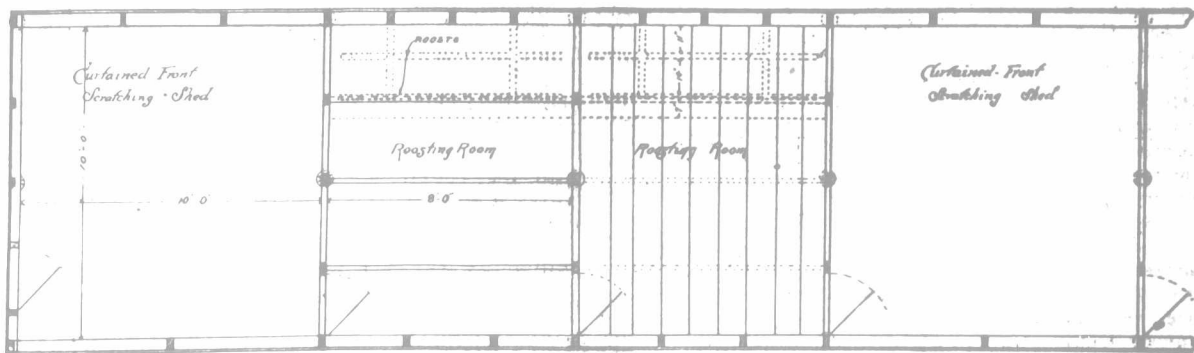 Curtained Front
Scratching - Shed
ROOSTS
Roosting Room
Roosting Room
Curtained - Front
Scratching Shed
10'-0"
10'-0"
8'-0"